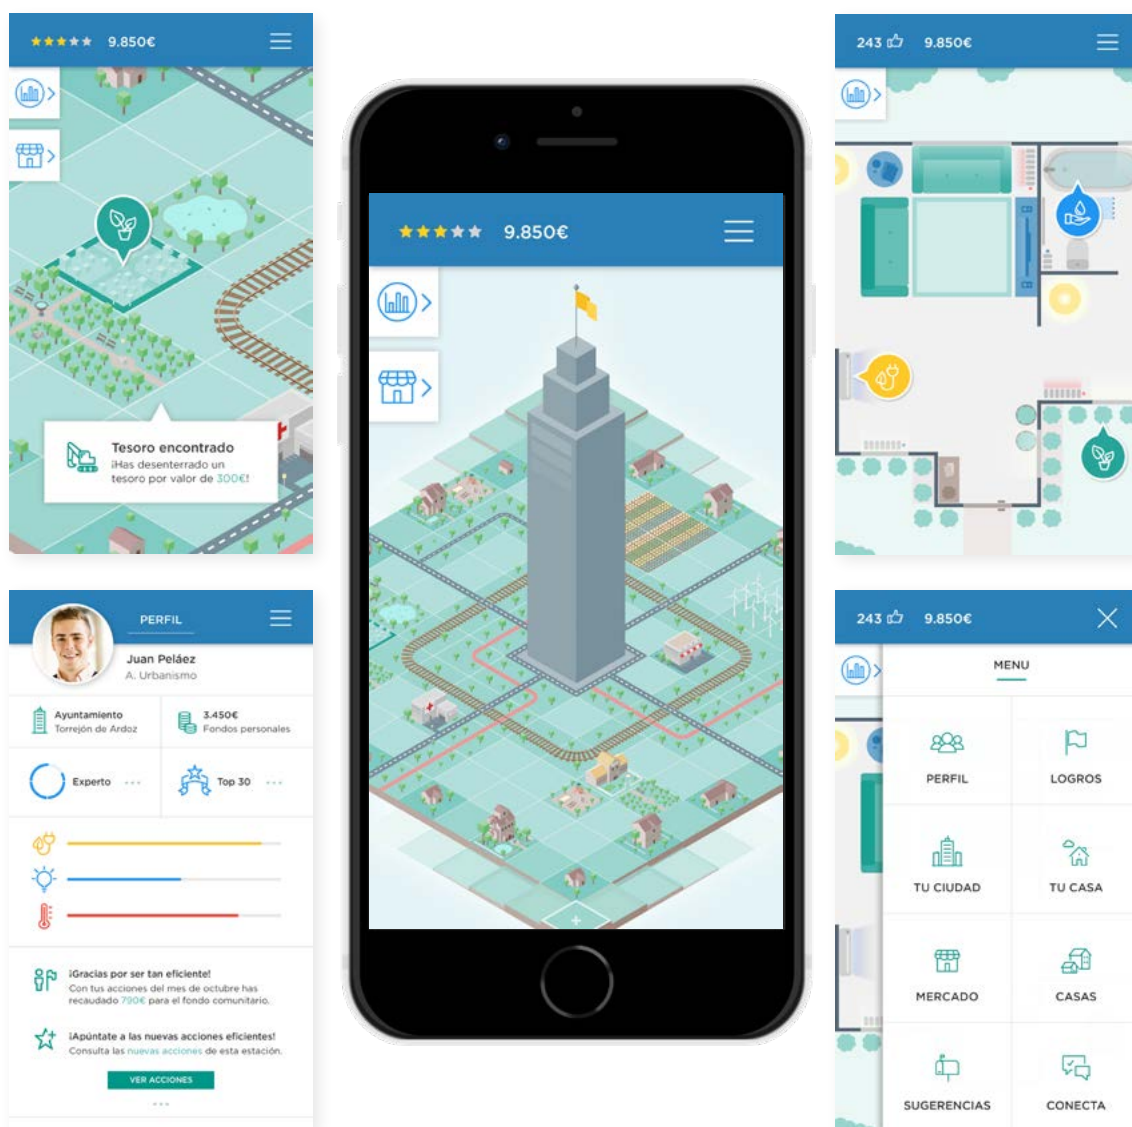 9.850€
Tesoro encontrado
¡Has desenterrado un
tesoro por valor de 300€!
9.850€
243 9.850€
PERFIL
Juan Peláez
A. Urbanismo
Ayuntamiento
Torrejón de Ardoz
3.450€
Fondos personales
Experto
Top 30
¡Gracias por ser tan eficiente!
Con tus acciones del mes de octubre has
recaudado 790€ para el fondo comunitario.
¡Apúntate a las nuevas acciones eficientes!
Consulta las nuevas acciones de esta estación.
VER ACCIONES
243 9.850€
MENU
PERFIL
LOGROS
TU CIUDAD
TU CASA
MERCADO
CASAS
SUGERENCIAS
CONECTA